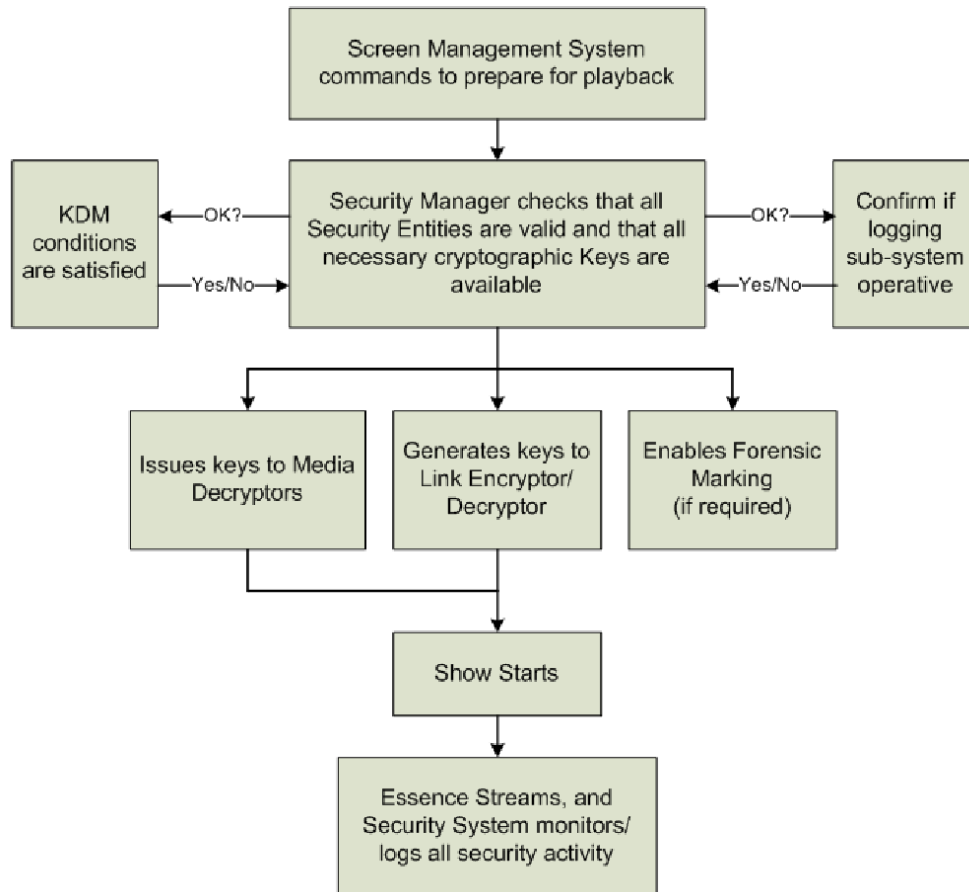 Screen Management System
commands to prepare for playback
KDM
conditions
are satisfied
OK?
Yes/No
Security Manager checks that all
Security Entities are valid and that all
necessary cryptographic Keys are
available
OK?
Yes/No
Confirm if
logging
sub-system
operative
Issues keys to Media
Decryptors
Generates keys to
Link Encryptor/
Decryptor
Enables Forensic
Marking
(if required)
Show Starts
Essence Streams, and
Security System monitors/
logs all security activity